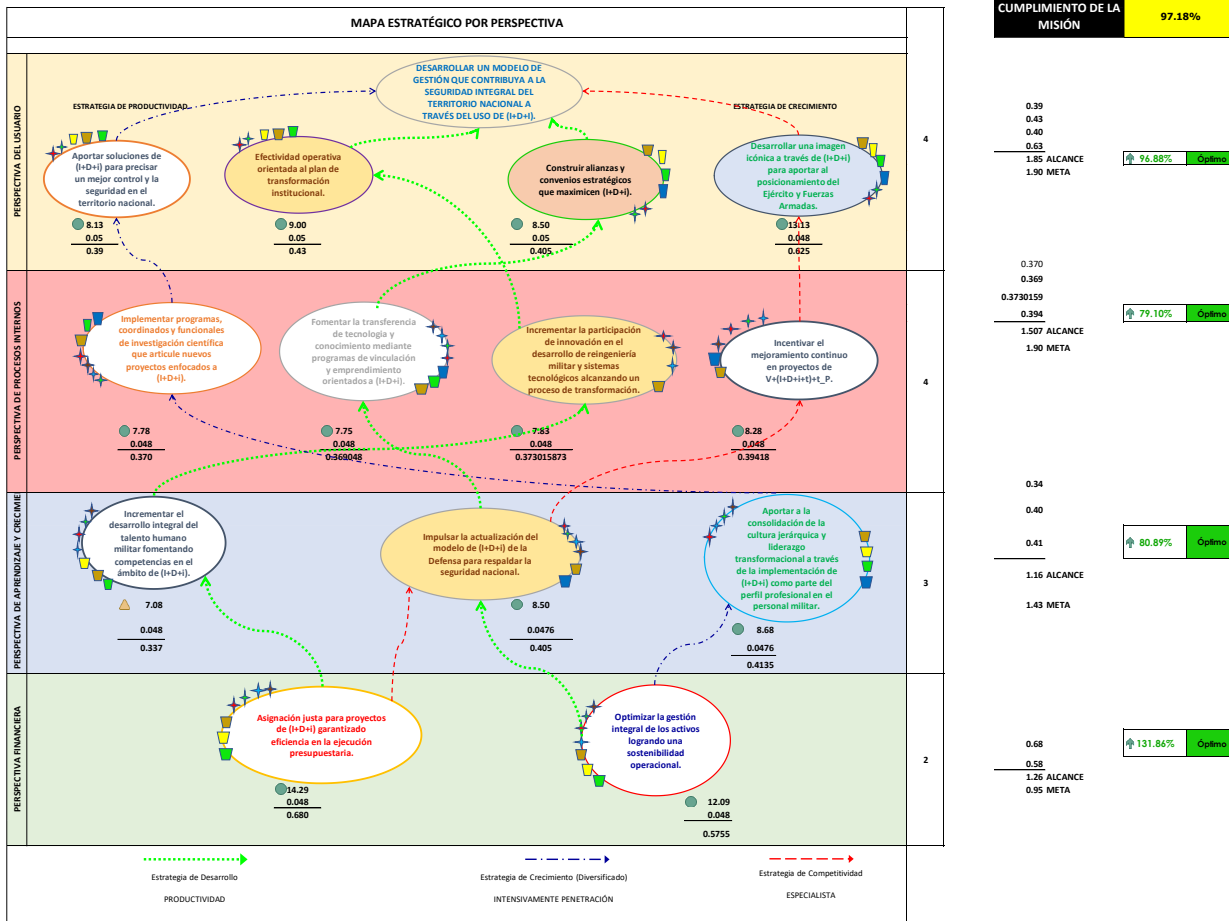 MAPA ESTRATÉGICO POR PERSPECTIVA
CUMPLIMIENTO DE LA
MISIÓN
97.18%
PERSPECTIVA DEL USUARIO
DESARROLLAR UN MODELO DE
GESTIÓN QUE CONTRIBUYA A LA
SEGURIDAD INTEGRAL DEL
TERRITORIO NACIONAL A
TRAVÉS DEL USO DE (I+D+i).
ESTRATEGIA DE PRODUCTIVIDAD
ESTRATEGIA DE CRECIMIENTO
Aportar soluciones de
(I+D+i) para precisar
un mejor control y la
seguridad en el
territorio nacional.
8.13
0.05
0.39
Efectividad operativa
orientada al plan de
transformación
institucional.
9.00
0.05
0.43
Construir alianzas y
convenios estratégicos
que maximicen (I+D+i).
8.50
0.05
0.405
Desarrollar una imagen
icónica a través de (I+D+i)
para aportar al
posicionamiento del
Ejército y Fuerzas
Armadas.
13.13
0.048
0.625
4
0.39
0.43
0.40
0.63
1.85 ALCANCE
1.90 META
96.88%
Óptimo
PERSPECTIVA DE PROCESOS INTERNOS
Implementar programas,
coordinados y funcionales
de investigación científica
que articule nuevos
proyectos enfocados a
(I+D+i).
7.78
0.048
0.370
Fomentar la transferencia
de tecnologia y
conocimiento mediante
programas de vinculación
y emprendimiento
orientados a (I+D+i).
7.75
0.048
0.369048
Incrementar la participación
de innovación en el
desarrollo de reingeniería
militar y sistemas
tecnológicos alcanzando un
proceso de transformación.
7.83
0.048
0.373015873
Incentivar el
mejoramiento continuo
en proyectos de
V+(I+D+i+t)+t_P.
8.28
0.048
0.39418
4
0.370
0.369
0.3730159
0.394
1.507 ALCANCE
1.90 META
79.10%
Óptimo
PERSPECTIVA DE APRENDIZAJE Y CRECIMIE
Incrementar el
desarrollo integral del
talento humano
militar fomentando
competencias en el
ámbito de (I+D+i).
7.08
0.048
0.337
Impulsar la actualización del
modelo de (I+D+i) de la
Defensa para respaldar la
seguridad nacional.
8.50
0.0476
0.405
Aportar a la
consolidación de la
cultura jerárquica y
liderazgo
transformacional a través
de la implementación de
(I+D+i) como parte del
perfil profesional en el
personal militar.
8.68
0.0476
0.4135
3
0.34
0.40
0.41
1.16 ALCANCE
1.43 META
80.89%
Óptimo
PERSPECTIVA FINANCIERA
Asignación justa para proyectos
de (I+D+i) garantizado
eficiencia en la ejecución
presupuestaria.
14.29
0.048
0.680
Optimizar la gestión
integral de los activos
logrando una
sostenibilidad
operacional.
12.09
0.048
0.5755
2
0.68
0.58
1.26 ALCANCE
0.95 META
131.86%
Óptimo
Estrategia de Desarrollo
PRODUCTIVIDAD
Estrategia de Crecimiento (Diversificado)
INTENSIVAMENTE PENETRACIÓN
Estrategia de Competitividad
ESPECIALISTA